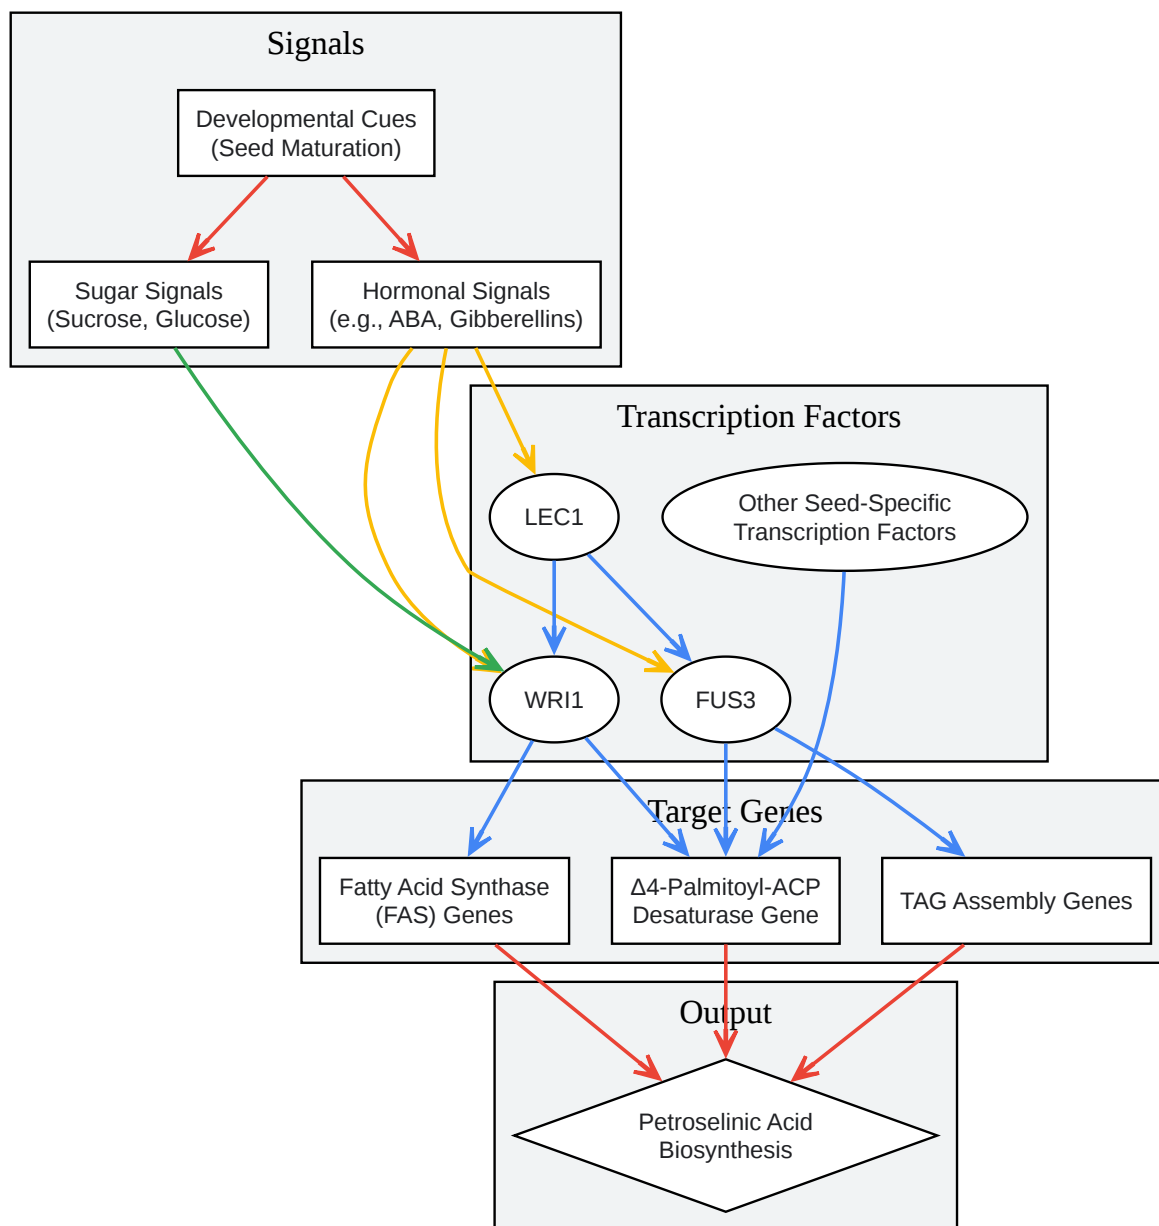 Signals
Developmental Cues
(Seed Maturation)
Sugar Signals
(Sucrose, Glucose)
Hormonal Signals
(e.g., ABA, Gibberellins)
Transcription Factors
LEC1
Other Seed-Specific
Transcription Factors
WRI1
FUS3
Target Genes
Fatty Acid Synthase
(FAS) Genes
Δ4-Palmitoyl-ACP
Desaturase Gene
TAG Assembly Genes
Output
Petroselinic Acid
Biosynthesis